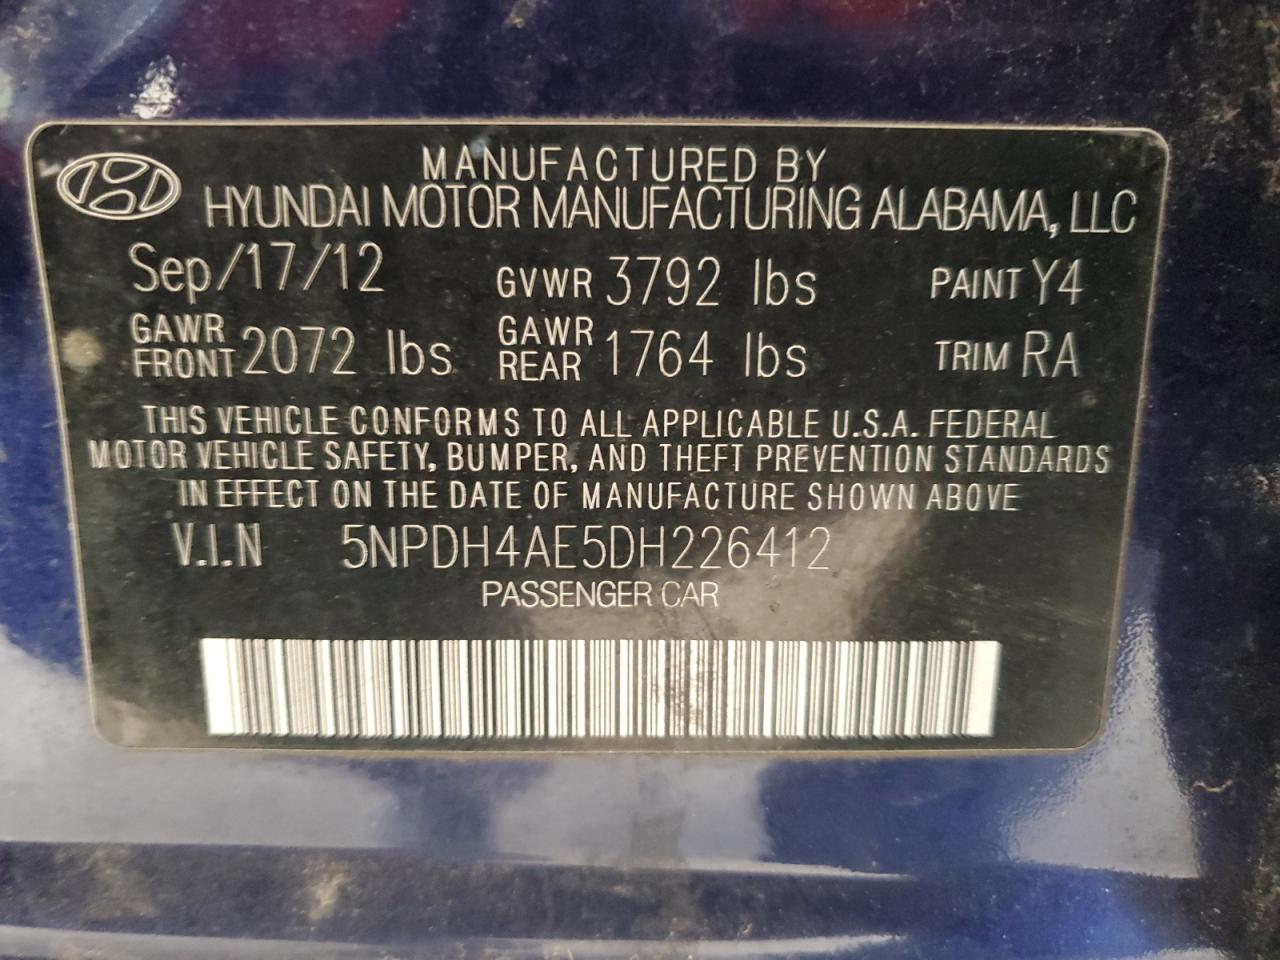 MANUFACTURED BY
HYUNDAI MOTOR MANUFACTURING ALABAMA, LLC
Sep/17/12 GVWR 3792 lbs PAINT Y4
GAWR FRONT 2072 lbs GAWR REAR 1764 lbs TRIM RA
THIS VEHICLE CONFORMS TO ALL APPLICABLE U.S.A. FEDERAL
MOTOR VEHICLE SAFETY, BUMPER, AND THEFT PREVENTION STANDARDS
IN EFFECT ON THE DATE OF MANUFACTURE SHOWN ABOVE
V.I.N 5NPDH4AE5DH226412
PASSENGER CAR